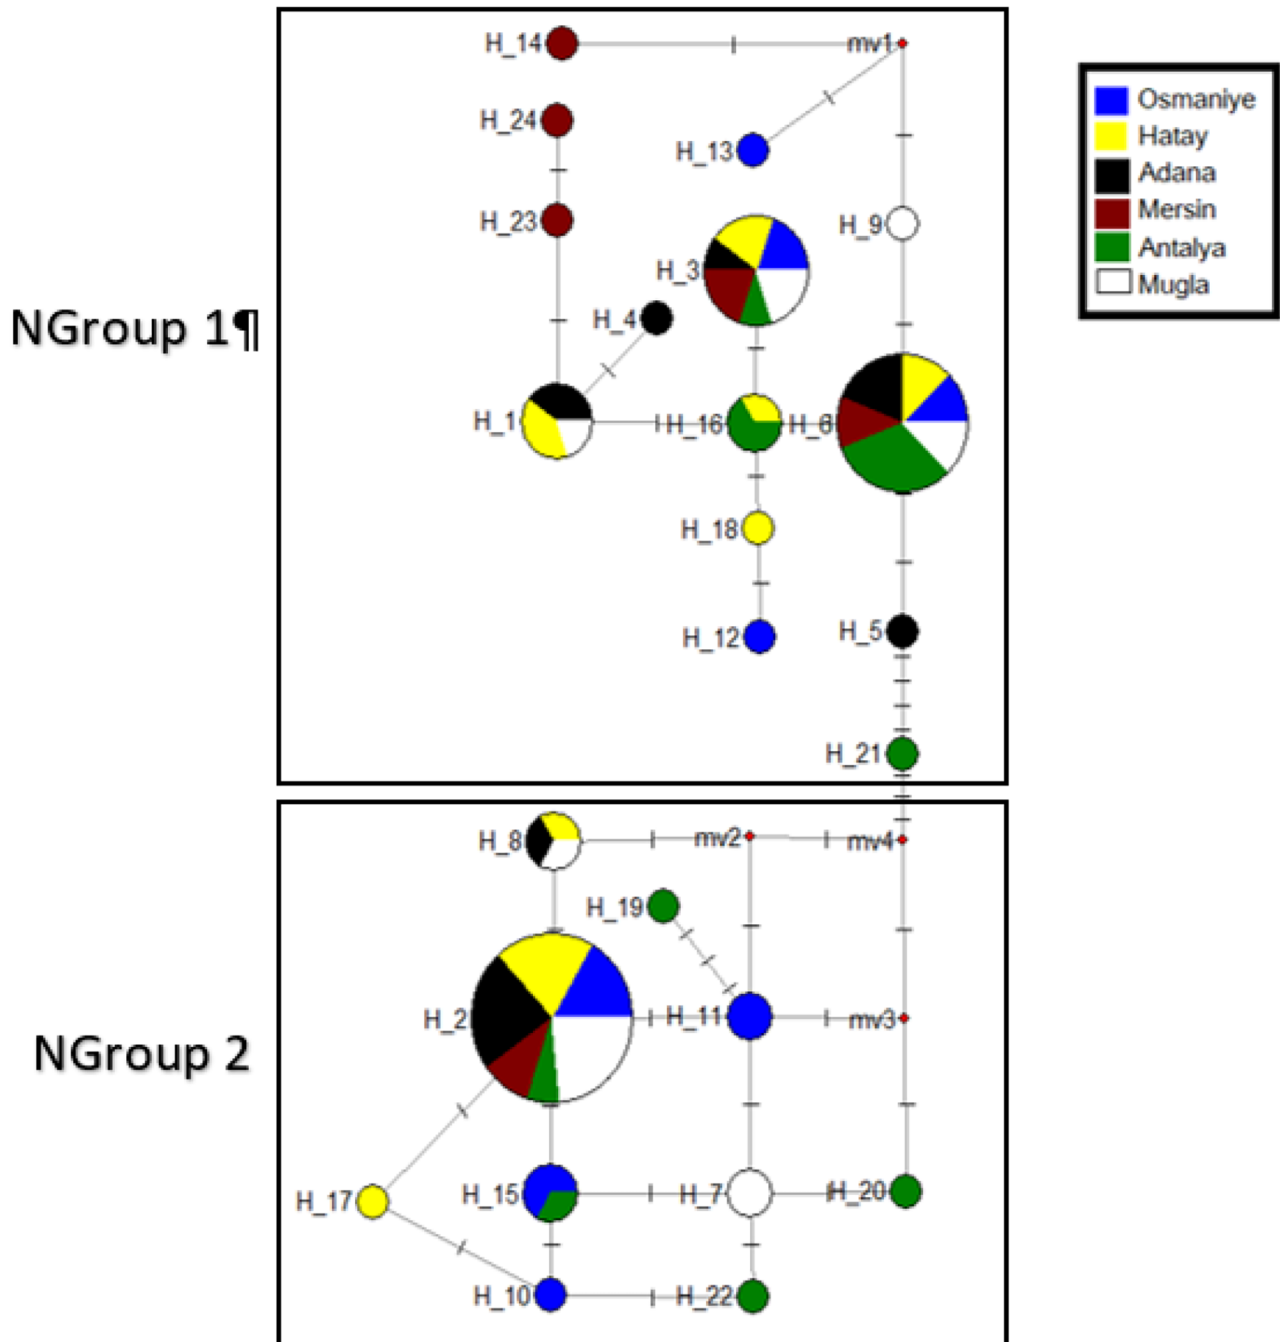 H_14
mv1
H_24
H_13
H_23
H_9
H_3
H_4
NGroup 1¶
H_1
H_16
H_6
H_18
H_12
H_5
H_21
Osmaniye
Hatay
Adana
Mersin
Antalya
Mugla
H_8
mv2
mv4
H_19
H_2
H_11
mv3
NGroup 2
H_17
H_15
H_7
H_20
H_10
H_22